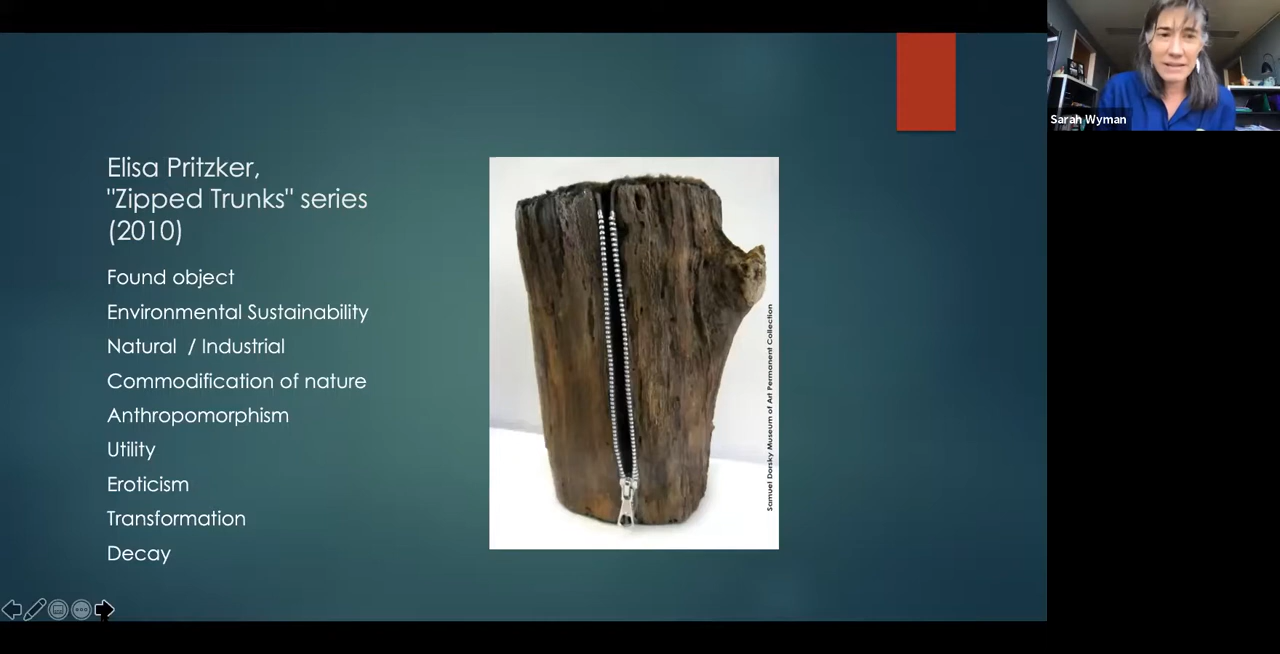 Elisa Pritzker,
"Zipped Trunks" series
(2010)
Found object
Environmental Sustainability
Natural / Industrial
Commodification of nature
Anthropomorphism
Utility
Eroticism
Transformation
Decay
Samuel Dorsky Museum of Art Permanent Collection
Sarah Wyman